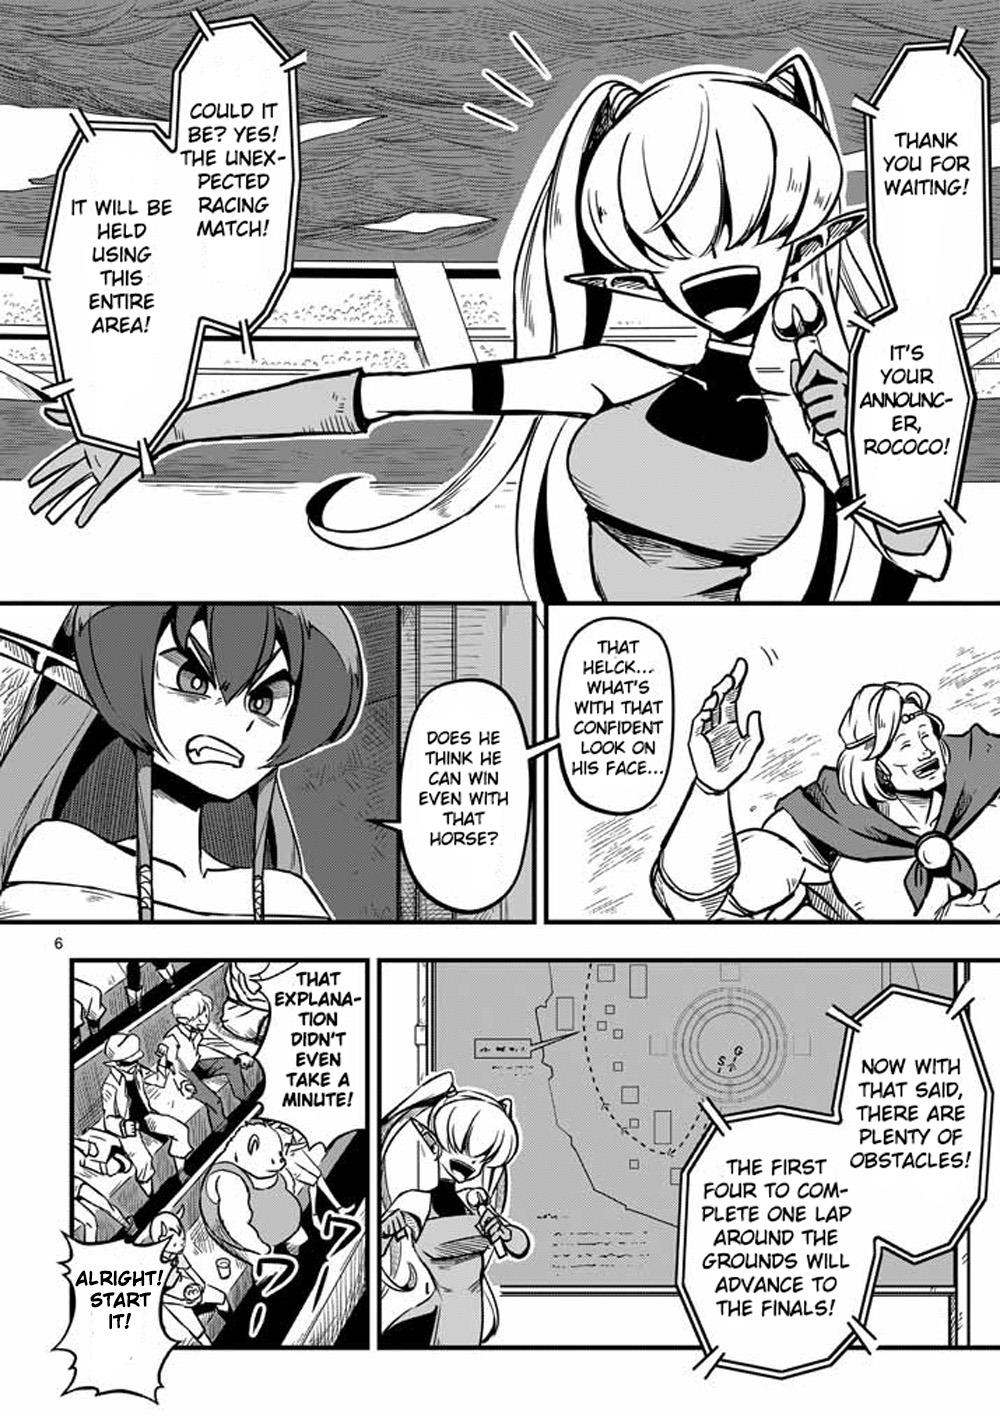 THANK
YOU FOR
WAITING!
IT'S
YOUR
ANNOUNC-
ER,
ROCOCO!
COULD IT
BE? YES!
THE UNEX-
PECTED
RACING
MATCH!
IT WILL BE
HELD
USING
THIS
ENTIRE
AREA!
THAT
HELCK...
WHAT'S
WITH THAT
CONFIDENT
LOOK ON
HIS FACE...
DOES HE
THINK HE
CAN WIN
EVEN WITH
THAT
HORSE?
6
NOW WITH
THAT SAID,
THERE ARE
PLENTY OF
OBSTACLES!
THE FIRST
FOUR TO COM-
PLETE ONE LAP
AROUND THE
GROUNDS WILL
ADVANCE TO
THE FINALS!
S G
THAT
EXPLANA-
TION
DIDN'T
EVEN
TAKE A
MINUTE!
ワワ
ALRIGHT!
START
IT!